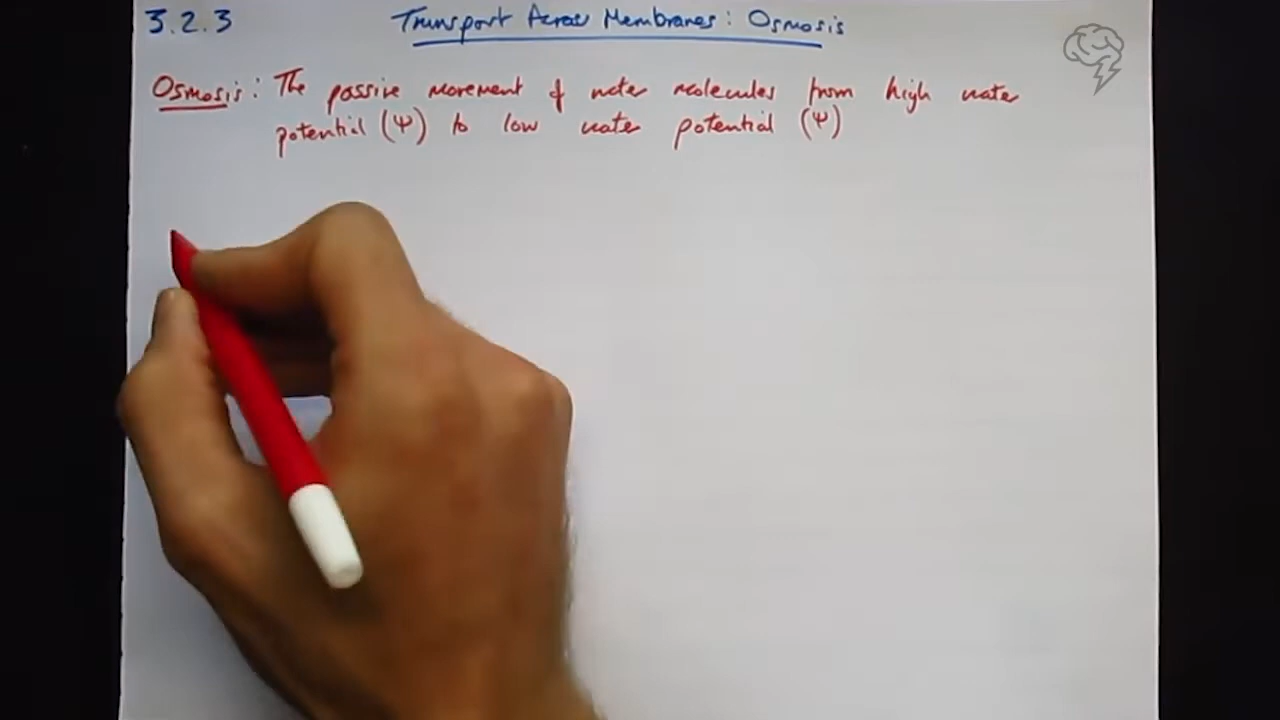 3.2.3 Transport Across Membranes: Osmosis
Osmosis: The passive movement of water molecules from high water
potential (Ψ) to low water potential (Ψ)